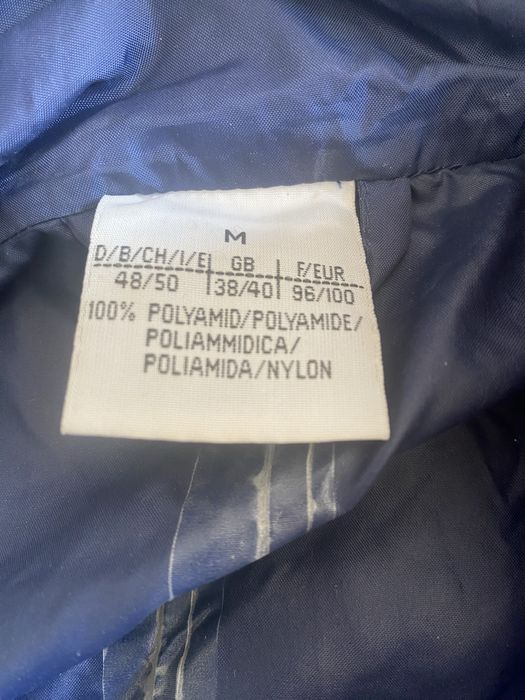 M
D/B/CH/I/E| GB | F/EUR
48/50 |38/40| 96/100
100% POLYAMID/POLYAMIDE/
POLIAMMIDICA/
POLIAMIDA/NYLON